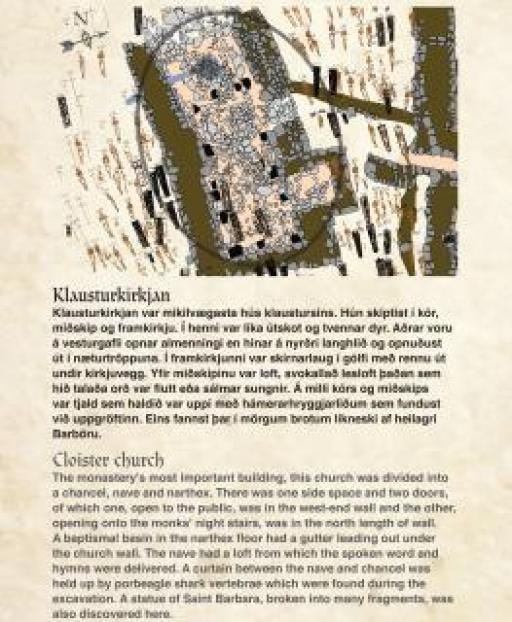 N
Klausturkirkjan
Klausturkirkjan var mikilvægasta hús klaustursins. Hún skiptist í kór,
miðskip og framkirkju. Í henni var líka útskot og tvennar dyr. Aðrar voru
á vesturgafli opnar almenningi en hinar á nyrðri langhlið og opnuðust
út í næturtröppuna. Í framkirkjunni var skírnarlaug í gólfi með rennu út
undir kirkjuvegg. Yfir miðskipinu var loft, svokallað lesloft þaðan sem
hið talaða orð var flutt eða sálmar sungnir. Á milli kórs og miðskips
var tjald sem haldið var uppi með hámerarhryggjarliðum sem fundust
við uppgröftinn. Eins fannst þar í mörgum brotum líkneski af heilagri
Barböru.
Cloister church
The monastery's most important building, this church was divided into
a chancel, nave and narthex. There was one side space and two doors,
of which one, open to the public, was in the west-end wall and the other,
opening onto the monks' night stairs, was in the north length of wall.
A baptismal basin in the narthex floor had a gutter leading out under
the church wall. The nave had a loft from which the spoken word and
hymns were delivered. A curtain between the nave and chancel was
held up by porbeagle shark vertebrae which were found during the
excavation. A statue of Saint Barbara, broken into many fragments, was
also discovered here.